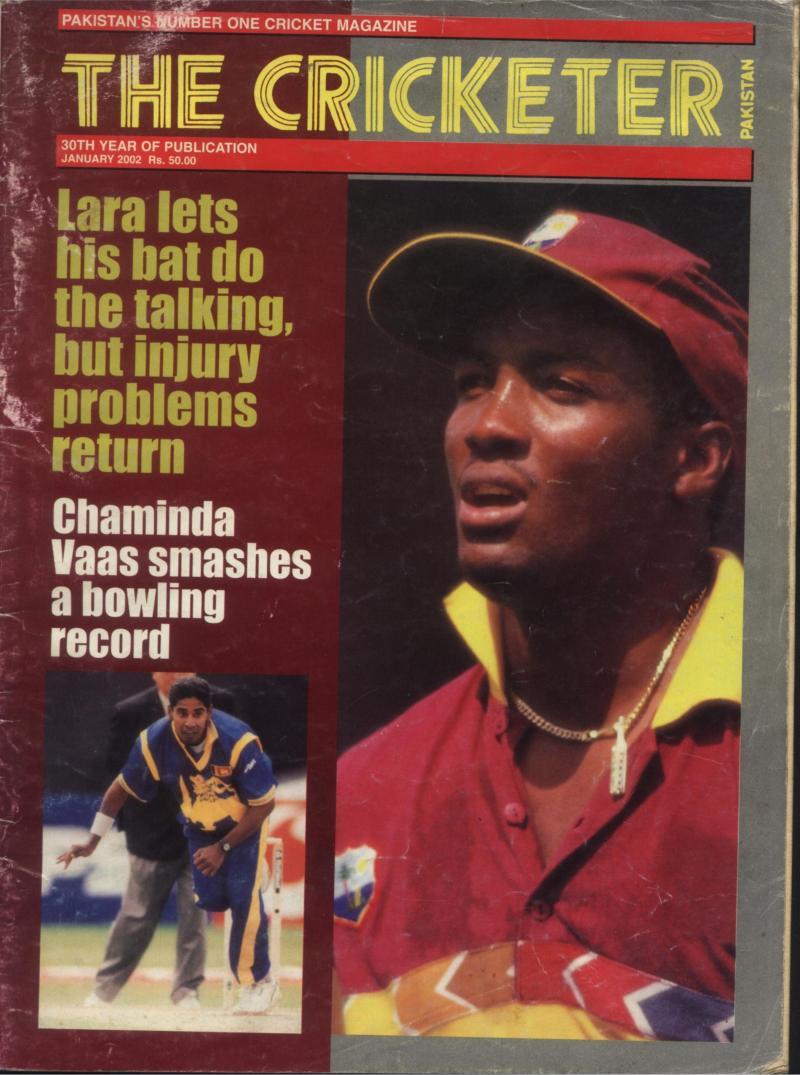 PAKISTAN'S NUMBER ONE CRICKET MAGAZINE
THE CRICKETER
PAKISTAN
30TH YEAR OF PUBLICATION
JANUARY 2002 Rs. 50.00
Lara lets
his bat do
the talking,
but injury
problems
return
Chaminda
Vaas smashes
a bowling
record